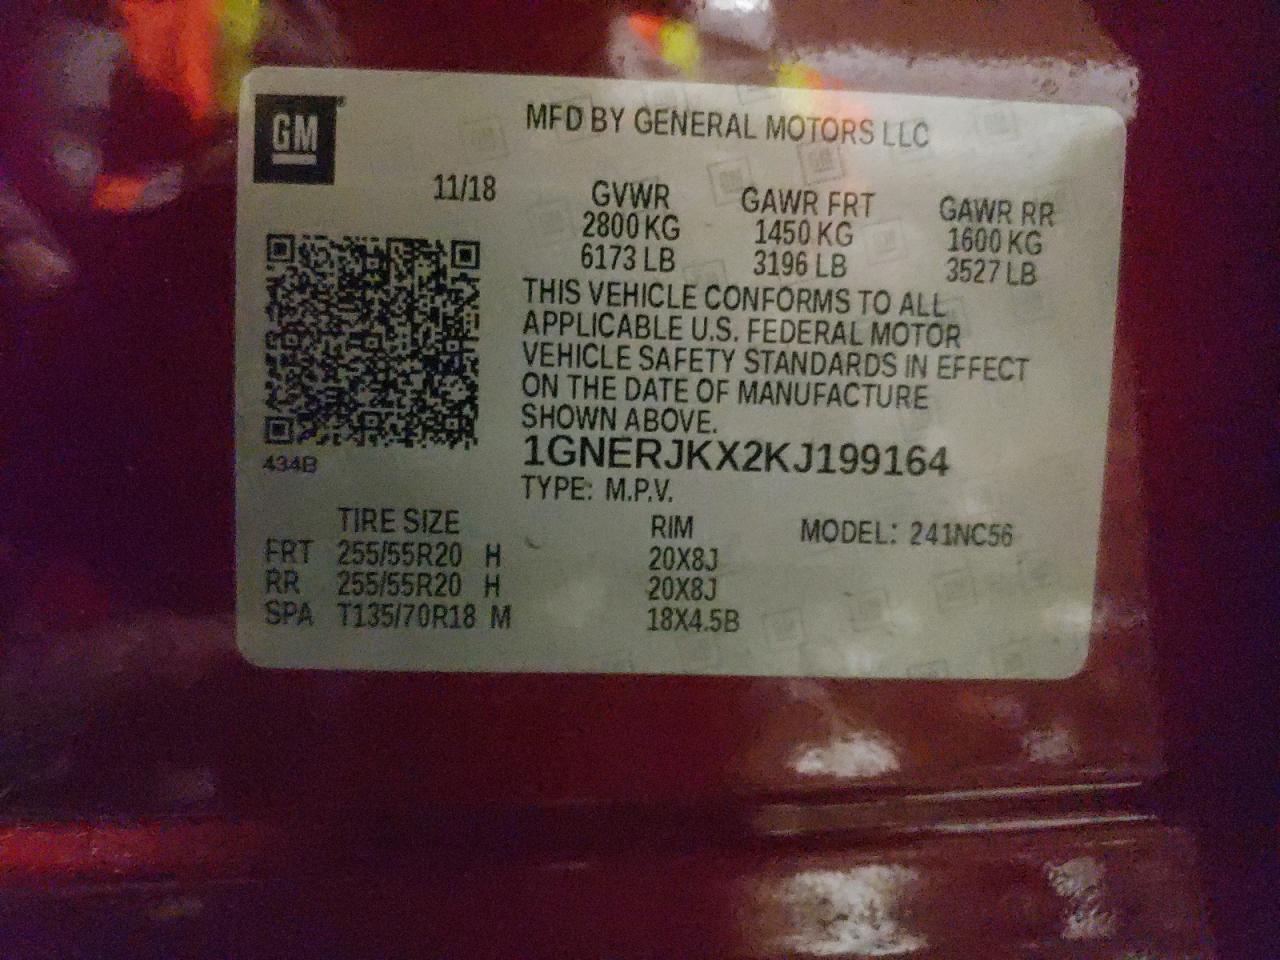 GM
MFD BY GENERAL MOTORS LLC
11/18
GVWR
2800 KG
6173 LB
GAWR FRT
1450 KG
3196 LB
GAWR RR
1600 KG
3527 LB
THIS VEHICLE CONFORMS TO ALL
APPLICABLE U.S. FEDERAL MOTOR
VEHICLE SAFETY STANDARDS IN EFFECT
ON THE DATE OF MANUFACTURE
SHOWN ABOVE.
1GNERJKX2KJ199164
TYPE: M.P.V.
434B
TIRE SIZE RIM MODEL: 241NC56
FRT 255/55R20 H 20X8J
RR 255/55R20 H 20X8J
SPA T135/70R18 M 18X4.5B